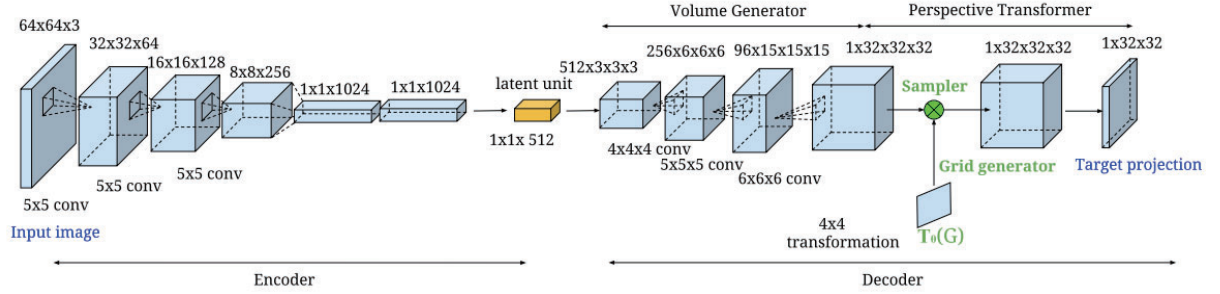 Volume Generator
Perspective Transformer
64x64x3
32x32x64
16x16x128
8x8x256
1x1x1024
1x1x1024
latent unit
1x1x 512
512x3x3x3
256x6x6x6
96x15x15x15
1x32x32x32
1x32x32x32
1x32x32
Sampler
Grid generator
Target projection
4x4x4 conv
5x5x5 conv
6x6x6 conv
5x5 conv
5x5 conv
5x5 conv
Input image
4x4
transformation
Tθ(G)
Encoder
Decoder